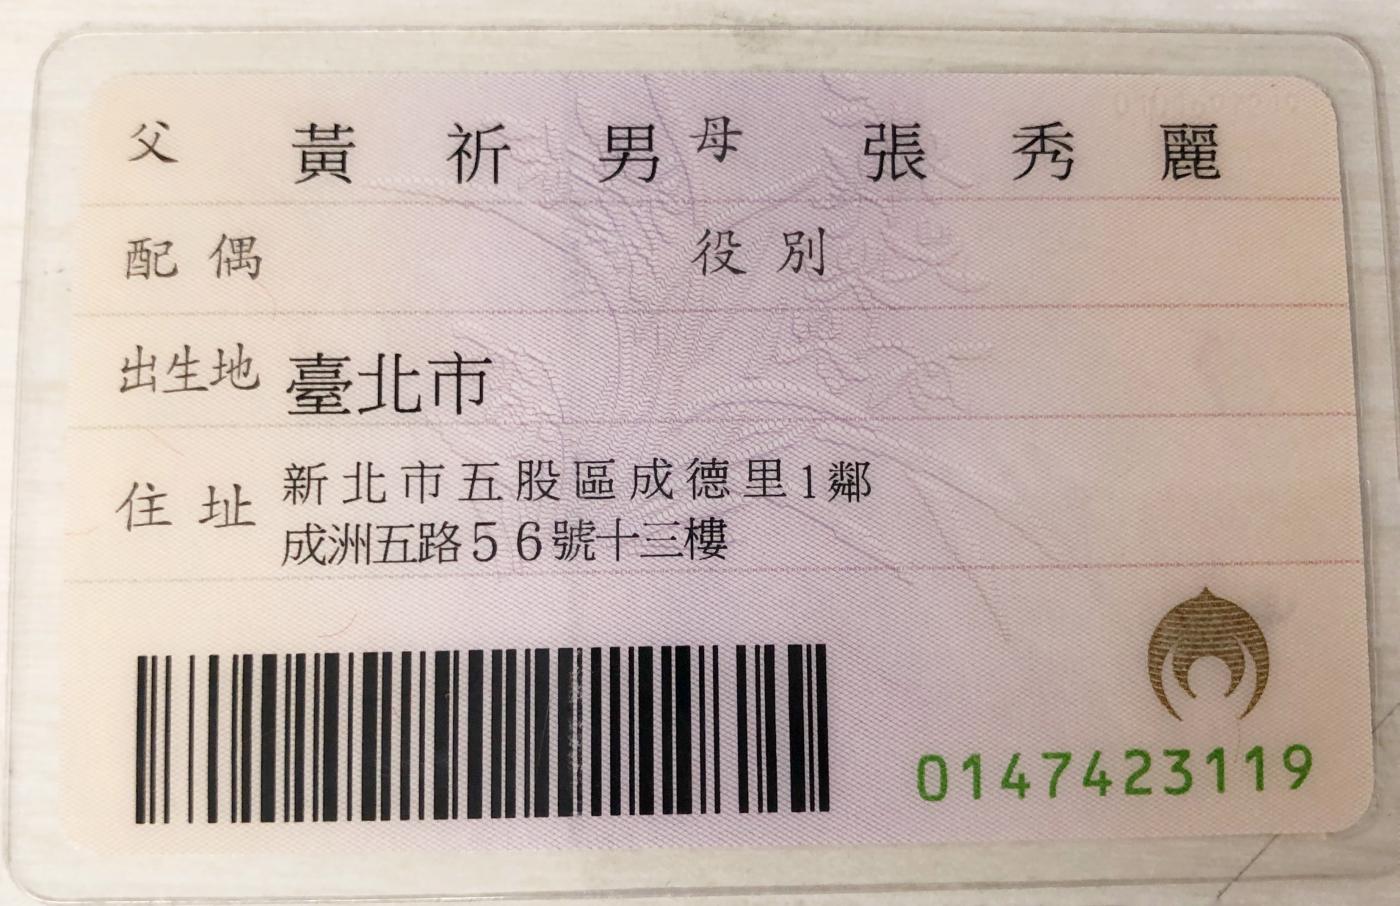 父 黃祈男 母 張秀麗
配偶 役別
出生地 臺北市
住址 新北市五股區成德里1鄰
成洲五路56號十三樓
0147423119